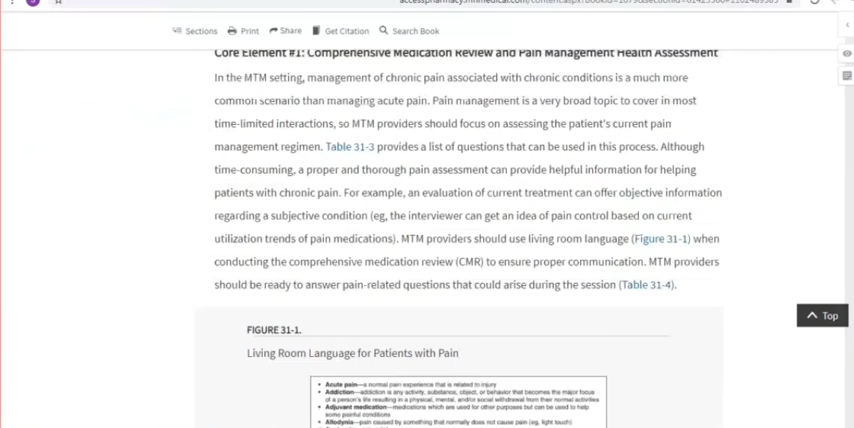 Sections Print Share Get Citation Search Book
Core Element #1: Comprehensive Medication Review and Pain Management Health Assessment
In the MTM setting, management of chronic pain associated with chronic conditions is a much more
common scenario than managing acute pain. Pain management is a very broad topic to cover in most
time-limited interactions, so MTM providers should focus on assessing the patient's current pain
management regimen. Table 31-3 provides a list of questions that can be used in this process. Although
time-consuming, a proper and thorough pain assessment can provide helpful information for helping
patients with chronic pain. For example, an evaluation of current treatment can offer objective information
regarding a subjective condition (eg, the interviewer can get an idea of pain control based on current
utilization trends of pain medications). MTM providers should use living room language (Figure 31-1) when
conducting the comprehensive medication review (CMR) to ensure proper communication. MTM providers
should be ready to answer pain-related questions that could arise during the session (Table 31-4).
Top
FIGURE 31-1.
Living Room Language for Patients with Pain
• Acute pain—a normal pain experience that is related to injury
• Addiction—addiction is any activity, substance, object, or behavior that becomes the major focus
of a person's life resulting in a physical, mental, and/or social withdrawal from their normal activities
• Adjuvant medication—medications which are used for other purposes but can be used to help
some painful conditions
• Allodynia—pain caused by something that normally does not cause pain (eg, light touch)